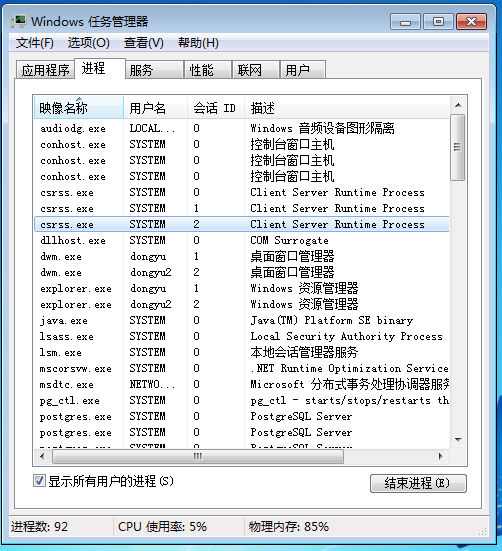 Windows 任务管理器
文件(F) 选项(O) 查看(V) 帮助(H)
应用程序 进程 服务 性能 联网 用户
映像名称 用户名 会话 ID 描述
audiodg.exe LOCAL... 0 Windows 音频设备图形隔离
conhost.exe SYSTEM 0 控制台窗口主机
conhost.exe SYSTEM 0 控制台窗口主机
conhost.exe SYSTEM 0 控制台窗口主机
csrss.exe SYSTEM 0 Client Server Runtime Process
csrss.exe SYSTEM 1 Client Server Runtime Process
csrss.exe SYSTEM 2 Client Server Runtime Process
dllhost.exe SYSTEM 0 COM Surrogate
dwm.exe dongyu 1 桌面窗口管理器
dwm.exe dongyu2 2 桌面窗口管理器
explorer.exe dongyu 1 Windows 资源管理器
explorer.exe dongyu2 2 Windows 资源管理器
java.exe SYSTEM 0 Java(TM) Platform SE binary
lsass.exe SYSTEM 0 Local Security Authority Process
lsm.exe SYSTEM 0 本地会话管理器服务
mscorsvw.exe SYSTEM 0 .NET Runtime Optimization Service
msdtc.exe NETWO... 0 Microsoft 分布式事务处理协调器服务
pg_ctl.exe SYSTEM 0 pg_ctl - starts/stops/restarts th
postgres.exe SYSTEM 0 PostgreSQL Server
postgres.exe SYSTEM 0 PostgreSQL Server
postgres.exe SYSTEM 0 PostgreSQL Server
显示所有用户的进程(S) 结束进程(E)
进程数: 92 CPU 使用率: 5% 物理内存: 85%